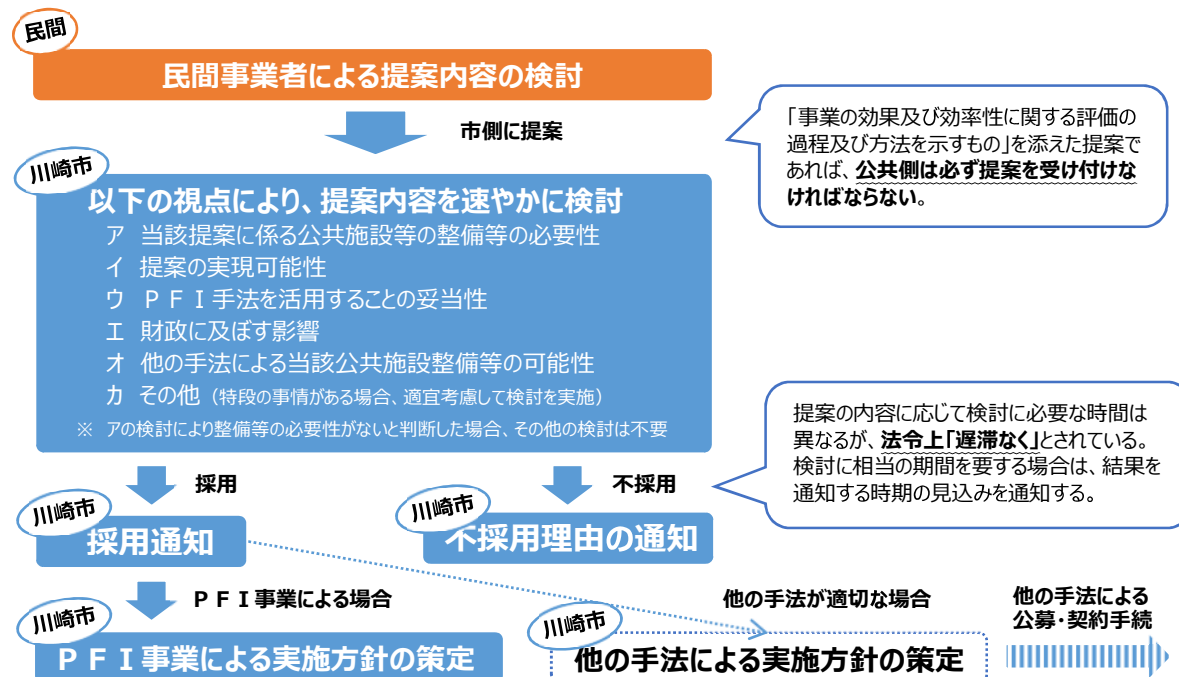 民間
民間事業者による提案内容の検討
市側に提案
「事業の効果及び効率性に関する評価の
過程及び方法を示すもの」を添えた提案で
あれば、公共側は必ず提案を受け付けな
ければならない。
川崎市
以下の視点により、提案内容を速やかに検討
ア 当該提案に係る公共施設等の整備等の必要性
イ 提案の実現可能性
ウ ＰＦＩ手法を活用することの妥当性
エ 財政に及ぼす影響
オ 他の手法による当該公共施設整備等の可能性
カ その他（特段の事情がある場合、適宜考慮して検討を実施）
※ アの検討により整備等の必要性がないと判断した場合、その他の検討は不要
提案の内容に応じて検討に必要な時間は
異なるが、法令上「遅滞なく」とされている。
検討に相当の期間を要する場合は、結果を
通知する時期の見込みを通知する。
採用
不採用
川崎市
採用通知
川崎市
不採用理由の通知
ＰＦＩ事業による場合
他の手法が適切な場合
他の手法による
公募・契約手続
川崎市
ＰＦＩ事業による実施方針の策定
川崎市
他の手法による実施方針の策定